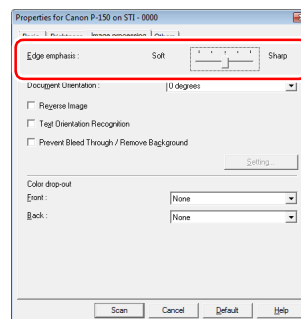 Properties for Canon P-150 on STI - 0000
Image processing
Edge emphasis : Soft Sharp
Document Orientation : 0 degrees
Reverse Image
Text Orientation Recognition
Prevent Bleed Through / Remove Background
Setting...
Color drop-out
Front : None
Back : None
Scan Cancel Default Help